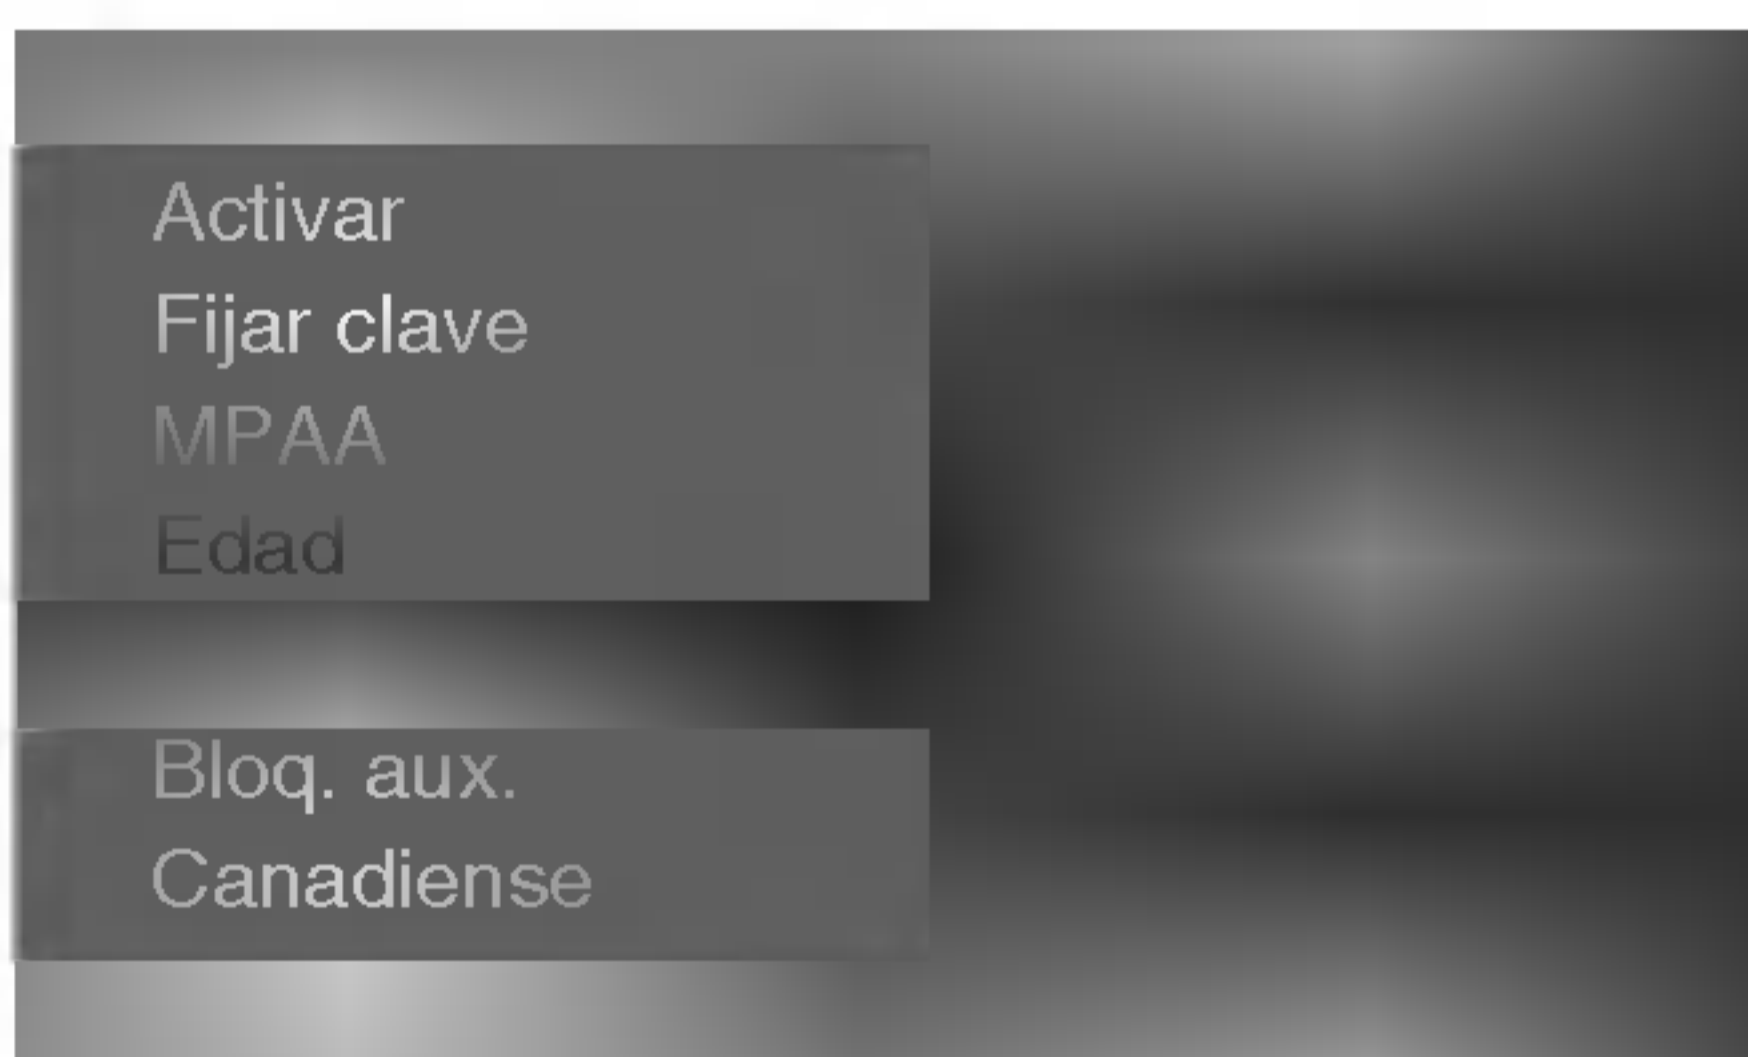 Activar
Fijar clave
MPAA
Edad
Bloq. aux.
Canadiense